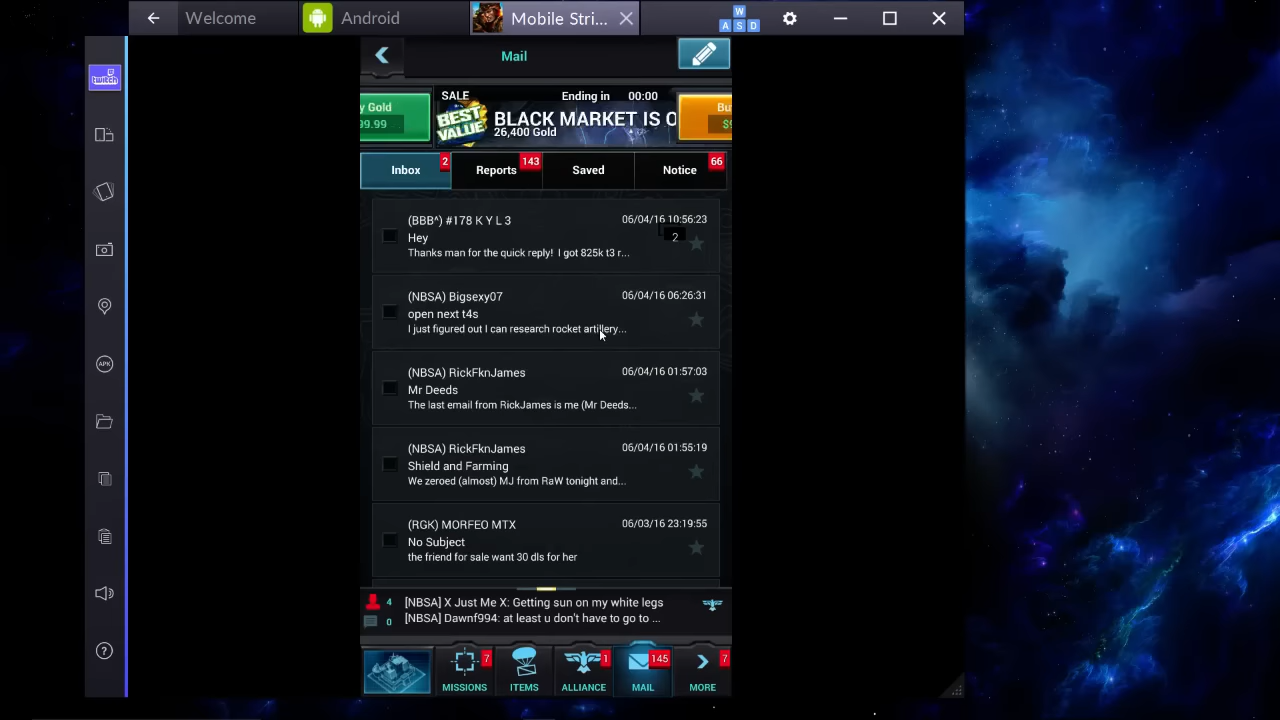 Welcome
Android
Mobile Stri...
W
A S D
twitch
Mail
y Gold
99.99
SALE
Ending in 00:00
BEST VALUE
BLACK MARKET IS O
26,400 Gold
Bu
$9
Inbox 2
Reports 143
Saved
Notice 66
(BBB^) #178 K Y L 3
06/04/16 10:56:23
Hey
2
Thanks man for the quick reply! I got 825k t3 r...
(NBSA) Bigsexy07
06/04/16 06:26:31
open next t4s
I just figured out I can research rocket artillery...
(NBSA) RickFknJames
06/04/16 01:57:03
Mr Deeds
The last email from RickJames is me (Mr Deeds...
(NBSA) RickFknJames
06/04/16 01:55:19
Shield and Farming
We zeroed (almost) MJ from RaW tonight and...
(RGK) MORFEO MTX
06/03/16 23:19:55
No Subject
the friend for sale want 30 dls for her
4
[NBSA] X Just Me X: Getting sun on my white legs
0
[NBSA] Dawnf994: at least u don't have to go to ...
7
1
145
7
MISSIONS
ITEMS
ALLIANCE
MAIL
MORE
APK
?